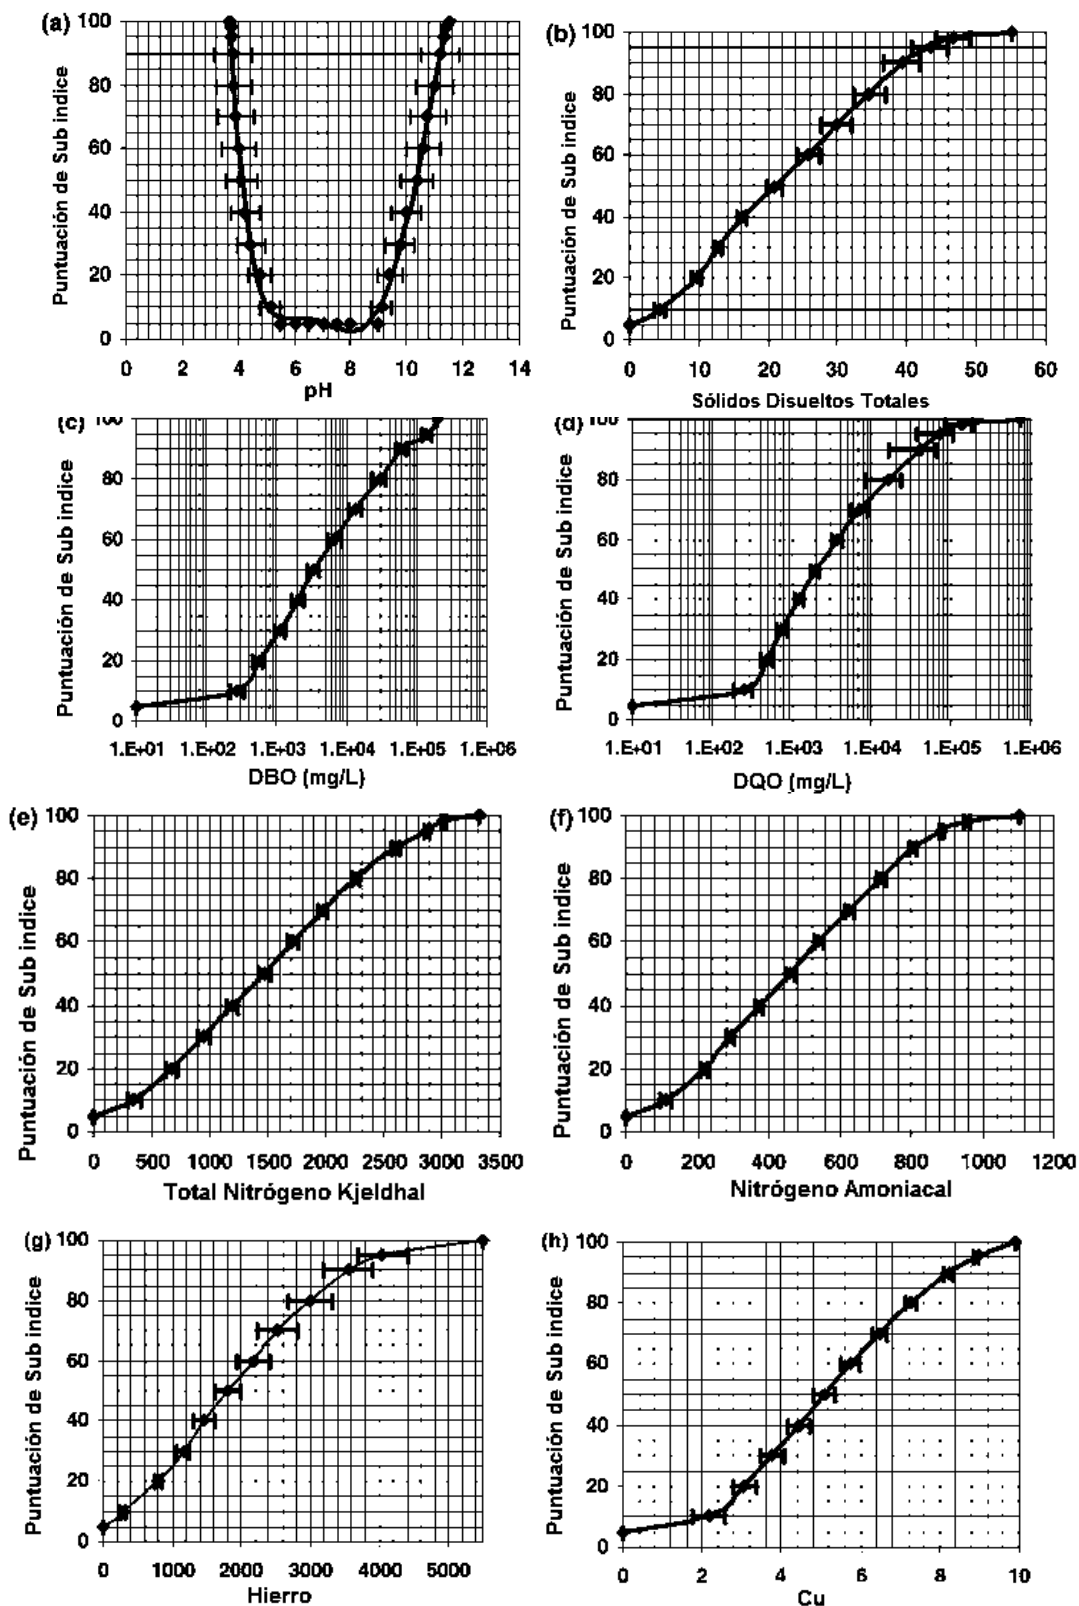 (a)
Puntuación de Sub indice
100
80
60
40
20
0
0 2 4 6 8 10 12 14
pH
(b)
Puntuación de Sub indice
100
80
60
40
20
0
0 10 20 30 40 50 60
Sólidos Disueltos Totales
(c)
Puntuación de Sub indice
100
80
60
40
20
0
1.E+01 1.E+02 1.E+03 1.E+04 1.E+05 1.E+06
DBO (mg/L)
(d)
Puntuación de Sub indice
100
80
60
40
20
0
1.E+01 1.E+02 1.E+03 1.E+04 1.E+05 1.E+06
DQO (mg/L)
(e)
Puntuación de Sub indice
100
80
60
40
20
0
0 500 1000 1500 2000 2500 3000 3500
Total Nitrógeno Kjeldhal
(f)
Puntuación de Sub indice
100
80
60
40
20
0
0 200 400 600 800 1000 1200
Nitrógeno Amoniacal
(g)
Puntuación de Sub indice
100
80
60
40
20
0
0 1000 2000 3000 4000 5000
Hierro
(h)
Puntuación de Sub indice
100
80
60
40
20
0
0 2 4 6 8 10
Cu